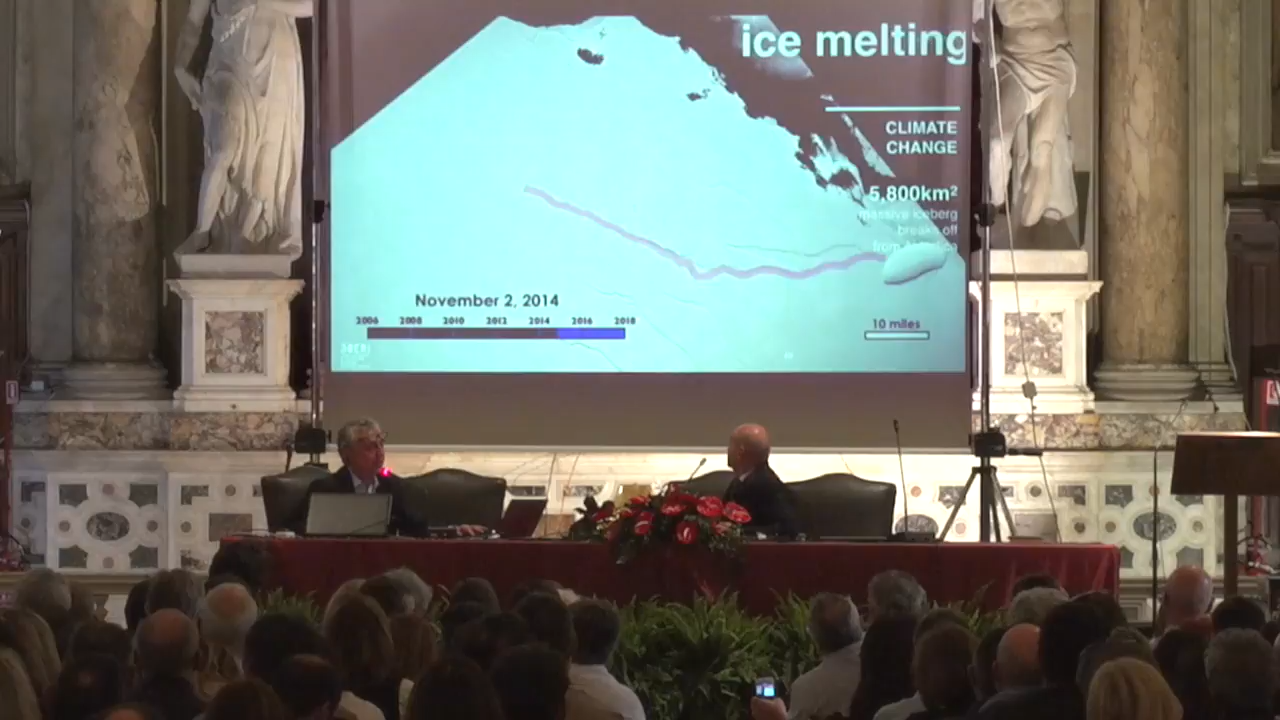 ice melting
CLIMATE
CHANGE
5,800km²
massive iceberg
breaks off
from
November 2, 2014
2006 2008 2010 2012 2014 2016 2018
10 miles